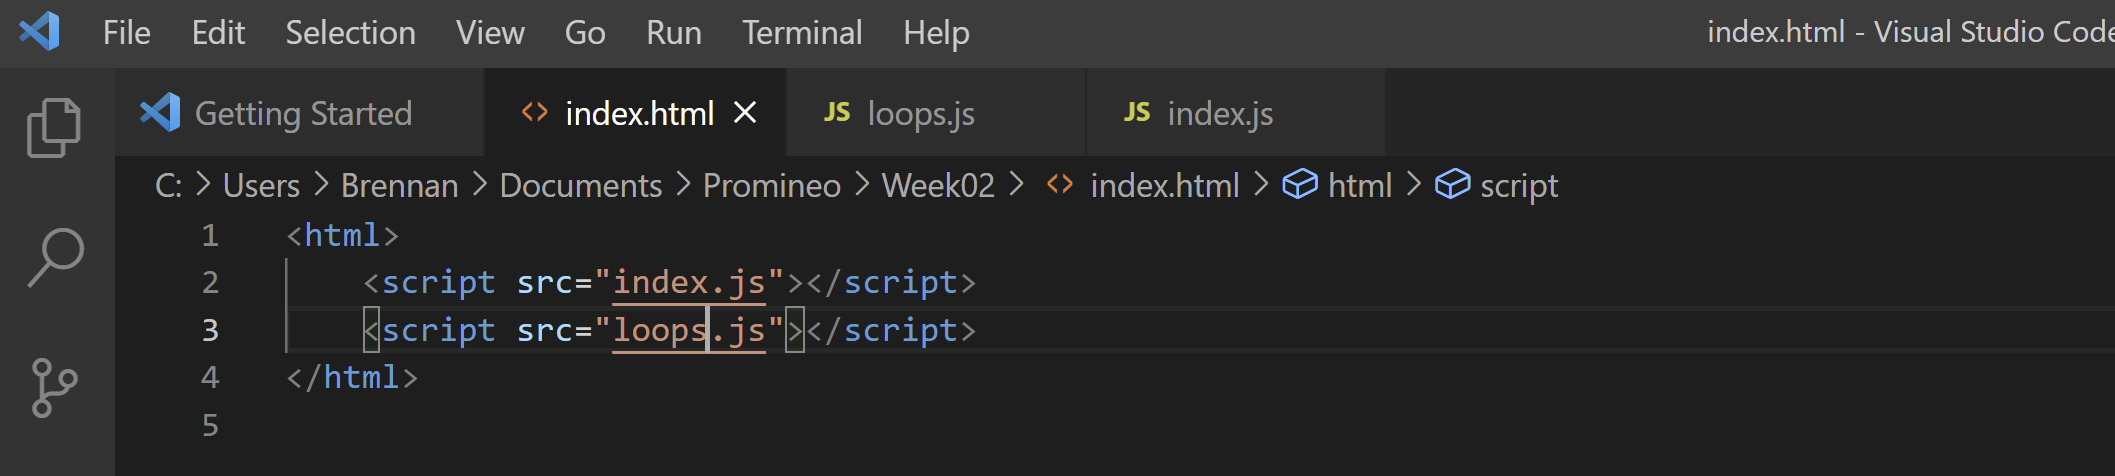 File Edit Selection View Go Run Terminal Help index.html - Visual Studio Code
Getting Started <> index.html × JS loops.js JS index.js
C: > Users > Brennan > Documents > Promineo > Week02 > <> index.html > html > script
1 <html>
2 <script src="index.js"></script>
3 <script src="loops.js"></script>
4 </html>
5